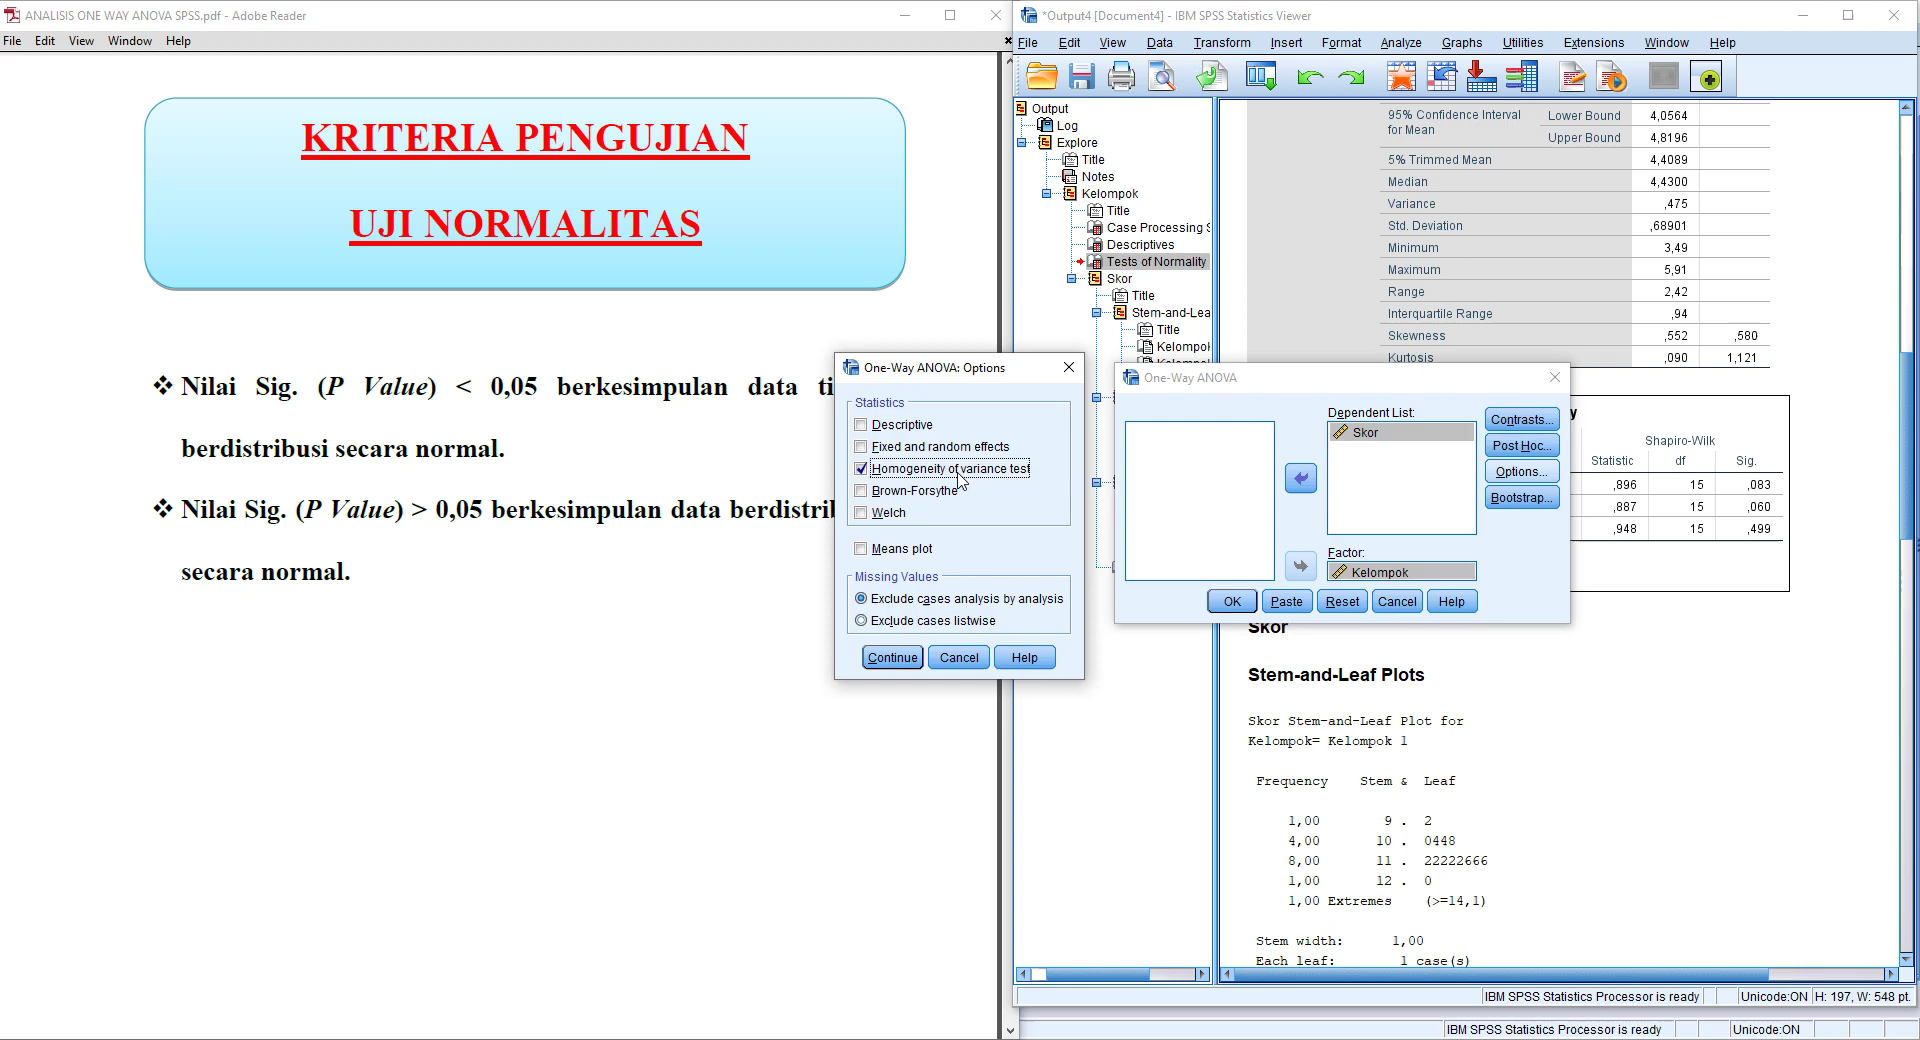 ANALISIS ONE WAY ANOVA SPSS.pdf - Adobe Reader
File Edit View Window Help
KRITERIA PENGUJIAN
UJI NORMALITAS
❖ Nilai Sig. (P Value) < 0,05 berkesimpulan data ti
berdistribusi secara normal.
❖ Nilai Sig. (P Value) > 0,05 berkesimpulan data berdistri
secara normal.
*Output4 [Document4] - IBM SPSS Statistics Viewer
File Edit View Data Transform Insert Format Analyze Graphs Utilities Extensions Window Help
Output
Log
Explore
Title
Notes
Kelompok
Title
Case Processing S
Descriptives
Tests of Normality
Skor
Title
Stem-and-Lea
Title
Kelompok
95% Confidence Interval for Mean Lower Bound 4,0564
Upper Bound 4,8196
5% Trimmed Mean 4,4089
Median 4,4300
Variance ,475
Std. Deviation ,68901
Minimum 3,49
Maximum 5,91
Range 2,42
Interquartile Range ,94
Skewness ,552 ,580
Kurtosis ,090 1,121
y
Shapiro-Wilk
Statistic df Sig.
,896 15 ,083
,887 15 ,060
,948 15 ,499
One-Way ANOVA: Options
Statistics
Descriptive
Fixed and random effects
Homogeneity of variance test
Brown-Forsythe
Welch
Means plot
Missing Values
Exclude cases analysis by analysis
Exclude cases listwise
Continue Cancel Help
One-Way ANOVA
Dependent List:
Skor
Factor:
Kelompok
Contrasts...
Post Hoc...
Options...
Bootstrap...
OK Paste Reset Cancel Help
Skor
Stem-and-Leaf Plots
Skor Stem-and-Leaf Plot for
Kelompok= Kelompok 1
Frequency Stem & Leaf
1,00 9 . 2
4,00 10 . 0448
8,00 11 . 22222666
1,00 12 . 0
1,00 Extremes (>=14,1)
Stem width: 1,00
Each leaf: 1 case(s)
IBM SPSS Statistics Processor is ready Unicode:ON H: 197, W: 548 pt.
IBM SPSS Statistics Processor is ready Unicode:ON